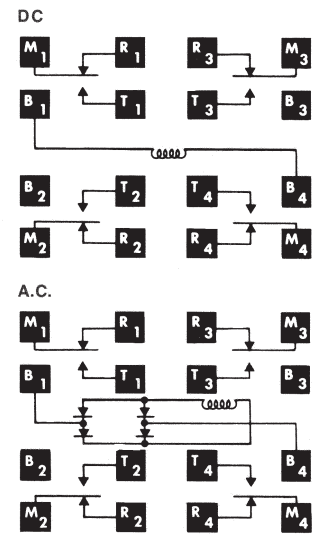 DC
M1 R1 R3 M3
B1 T1 T3 B3
B2 T2 T4 B4
M2 R2 R4 M4
A.C.
M1 R1 R3 M3
B1 T1 T3 B3
B2 T2 T4 B4
M2 R2 R4 M4